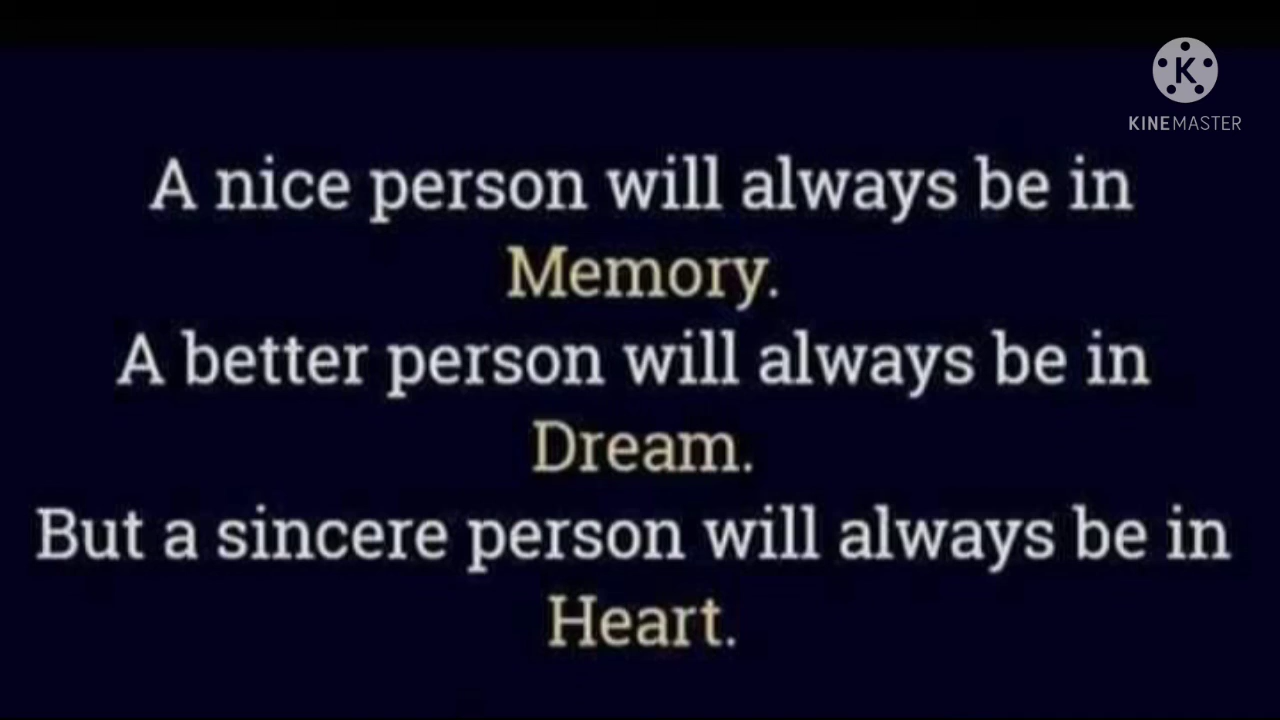 KINEMASTER
A nice person will always be in
Memory.
A better person will always be in
Dream.
But a sincere person will always be in
Heart.